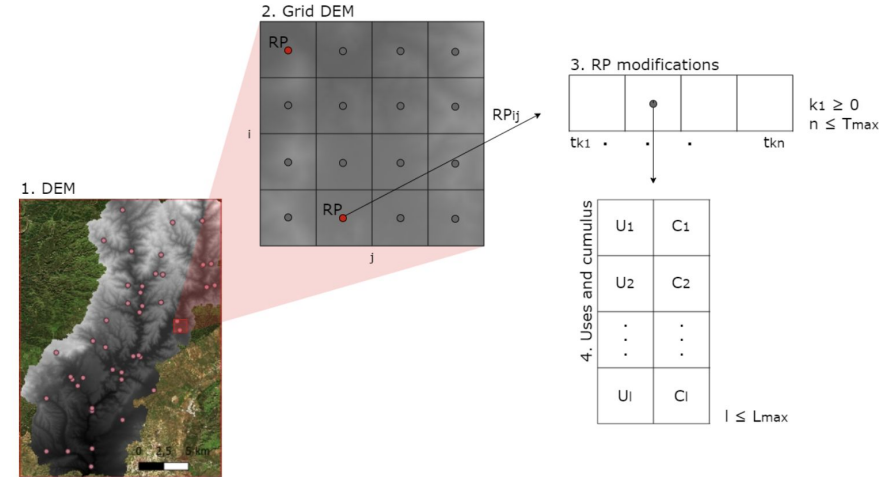 2. Grid DEM
RP
RP
i
j
RPij
3. RP modifications
k1 ≥ 0
n ≤ Tmax
tk1 . . . tkn
1. DEM
0 2,5 5 km
4. Uses and cumulus
U1 C1
U2 C2
. .
. .
. .
Ul Cl
l ≤ Lmax